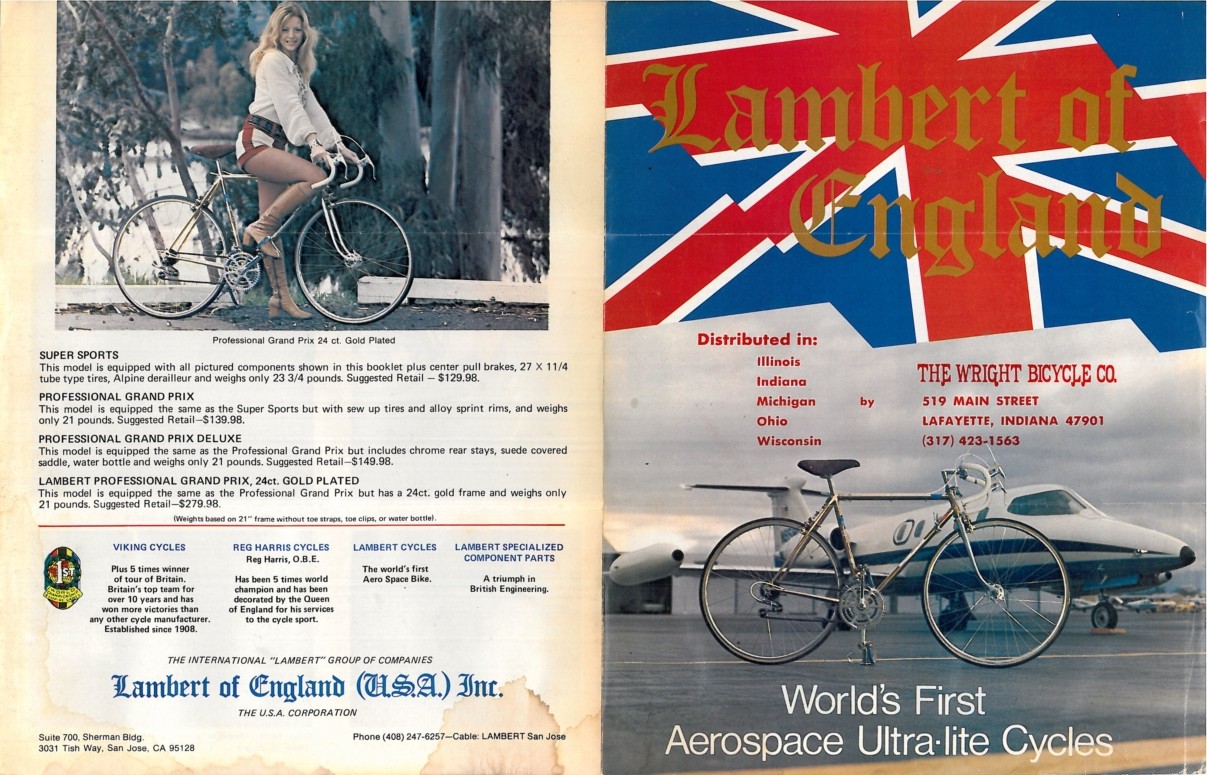 Professional Grand Prix 24 ct. Gold Plated
SUPER SPORTS
This model is equipped with all pictured components shown in this booklet plus center pull brakes, 27 X 11/4
tube type tires, Alpine derailleur and weighs only 23 3/4 pounds. Suggested Retail — $129.98.
PROFESSIONAL GRAND PRIX
This model is equipped the same as the Super Sports but with sew up tires and alloy sprint rims, and weighs
only 21 pounds. Suggested Retail—$139.98.
PROFESSIONAL GRAND PRIX DELUXE
This model is equipped the same as the Professional Grand Prix but includes chrome rear stays, suede covered
saddle, water bottle and weighs only 21 pounds. Suggested Retail—$149.98.
LAMBERT PROFESSIONAL GRAND PRIX, 24ct. GOLD PLATED
This model is equipped the same as the Professional Grand Prix but has a 24ct. gold frame and weighs only
21 pounds. Suggested Retail—$279.98.
(Weights based on 21" frame without toe straps, toe clips, or water bottle).
1ST
VIKING CYCLES
Plus 5 times winner
of tour of Britain.
Britain's top team for
over 10 years and has
won more victories than
any other cycle manufacturer.
Established since 1908.
REG HARRIS CYCLES
Reg Harris, O.B.E.
Has been 5 times world
champion and has been
decorated by the Queen
of England for his services
to the cycle sport.
LAMBERT CYCLES
The world's first
Aero Space Bike.
LAMBERT SPECIALIZED
COMPONENT PARTS
A triumph in
British Engineering.
THE INTERNATIONAL "LAMBERT" GROUP OF COMPANIES
Lambert of England (U.S.A.) Inc.
THE U.S.A. CORPORATION
Suite 700, Sherman Bldg.
3031 Tish Way, San Jose, CA 95128
Phone (408) 247-6257—Cable: LAMBERT San Jose
Lambert of
England
Distributed in:
Illinois
Indiana
Michigan
Ohio
Wisconsin
by
THE WRIGHT BICYCLE CO.
519 MAIN STREET
LAFAYETTE, INDIANA 47901
(317) 423-1563
World's First
Aerospace Ultra·lite Cycles